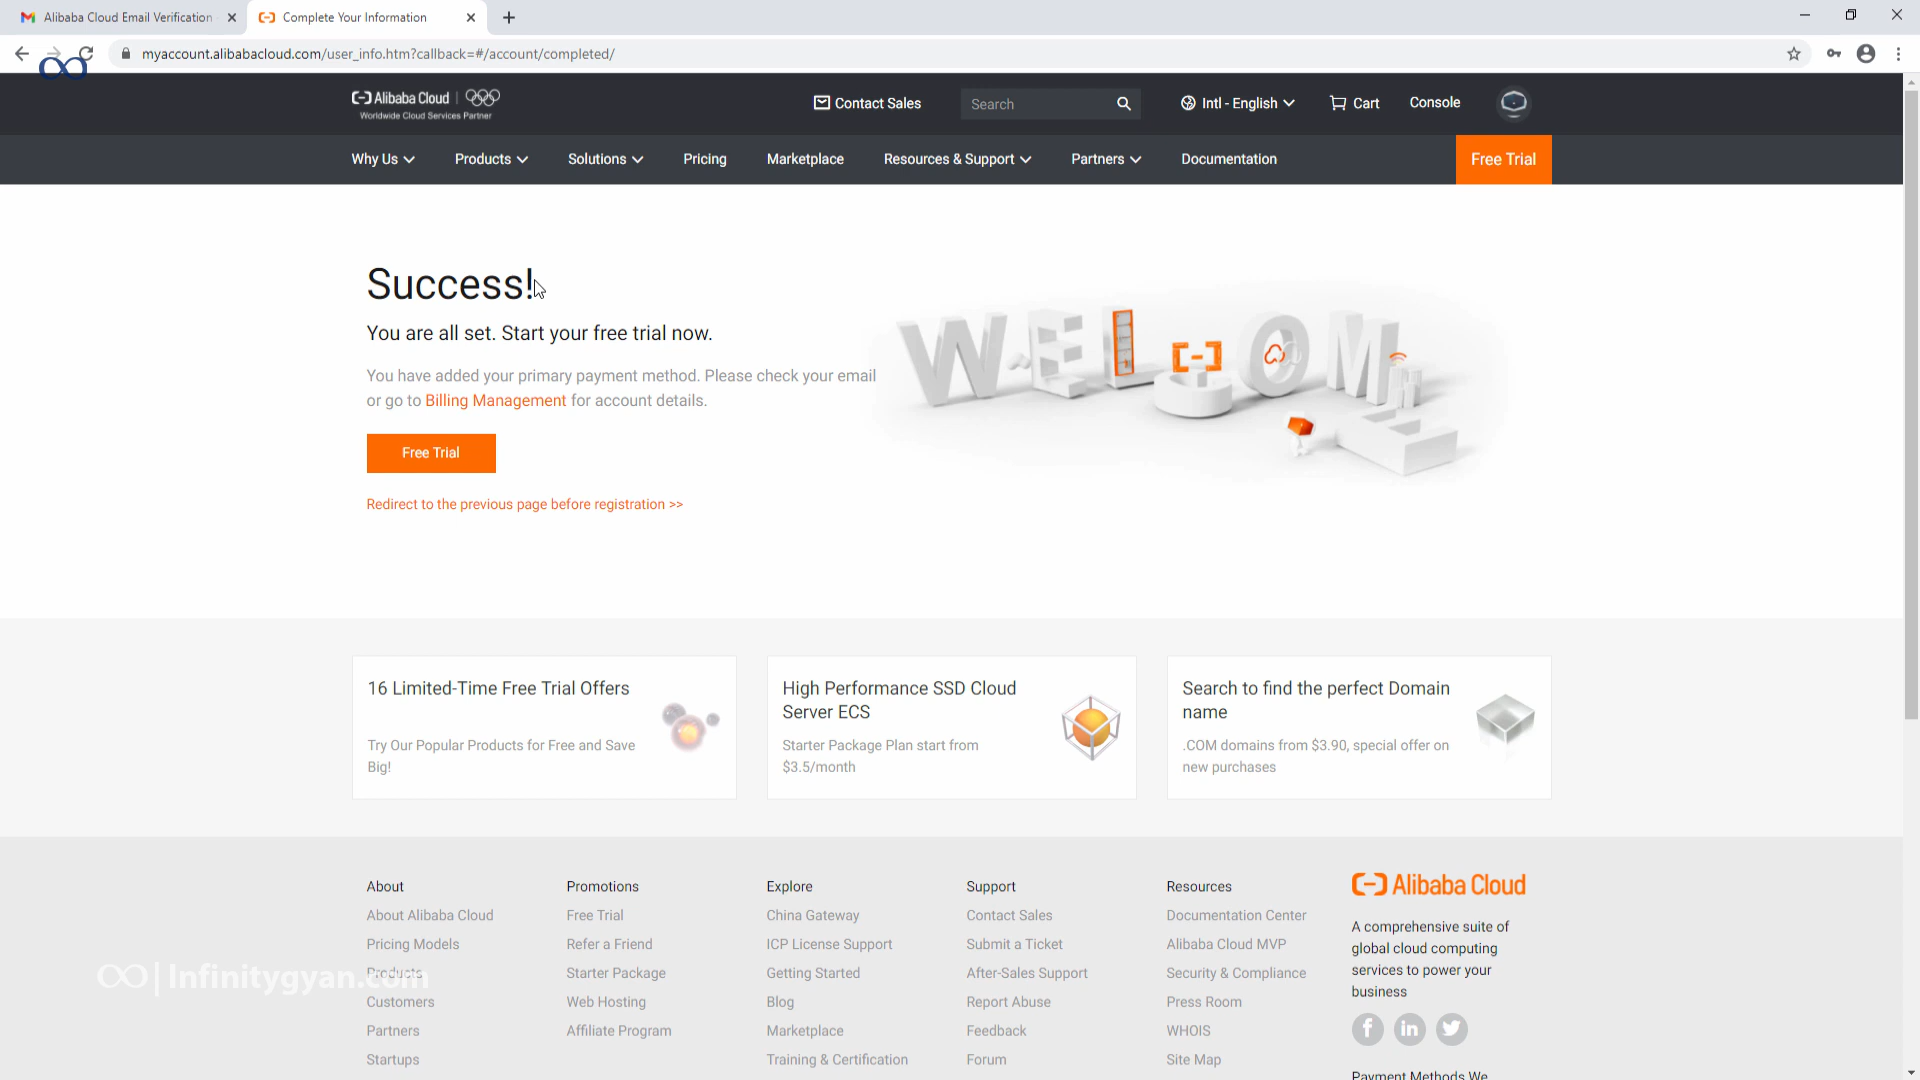 Alibaba Cloud Email Verification
Complete Your Information
myaccount.alibabacloud.com/user_info.htm?callback=#/account/completed/
Alibaba Cloud
Worldwide Cloud Services Partner
Contact Sales
Search
Intl - English
Cart
Console
Why Us
Products
Solutions
Pricing
Marketplace
Resources & Support
Partners
Documentation
Free Trial
Success!
You are all set. Start your free trial now.
You have added your primary payment method. Please check your email
or go to Billing Management for account details.
Free Trial
Redirect to the previous page before registration >>
WELCOME
16 Limited-Time Free Trial Offers
Try Our Popular Products for Free and Save
Big!
High Performance SSD Cloud
Server ECS
Starter Package Plan start from
$3.5/month
Search to find the perfect Domain
name
.COM domains from $3.90, special offer on
new purchases
About
About Alibaba Cloud
Pricing Models
Products
Customers
Partners
Startups
Promotions
Free Trial
Refer a Friend
Starter Package
Web Hosting
Affiliate Program
Explore
China Gateway
ICP License Support
Getting Started
Blog
Marketplace
Training & Certification
Support
Contact Sales
Submit a Ticket
After-Sales Support
Report Abuse
Feedback
Forum
Resources
Documentation Center
Alibaba Cloud MVP
Security & Compliance
Press Room
WHOIS
Site Map
Alibaba Cloud
A comprehensive suite of
global cloud computing
services to power your
business
Payment Methods We
Infinitygyan.com